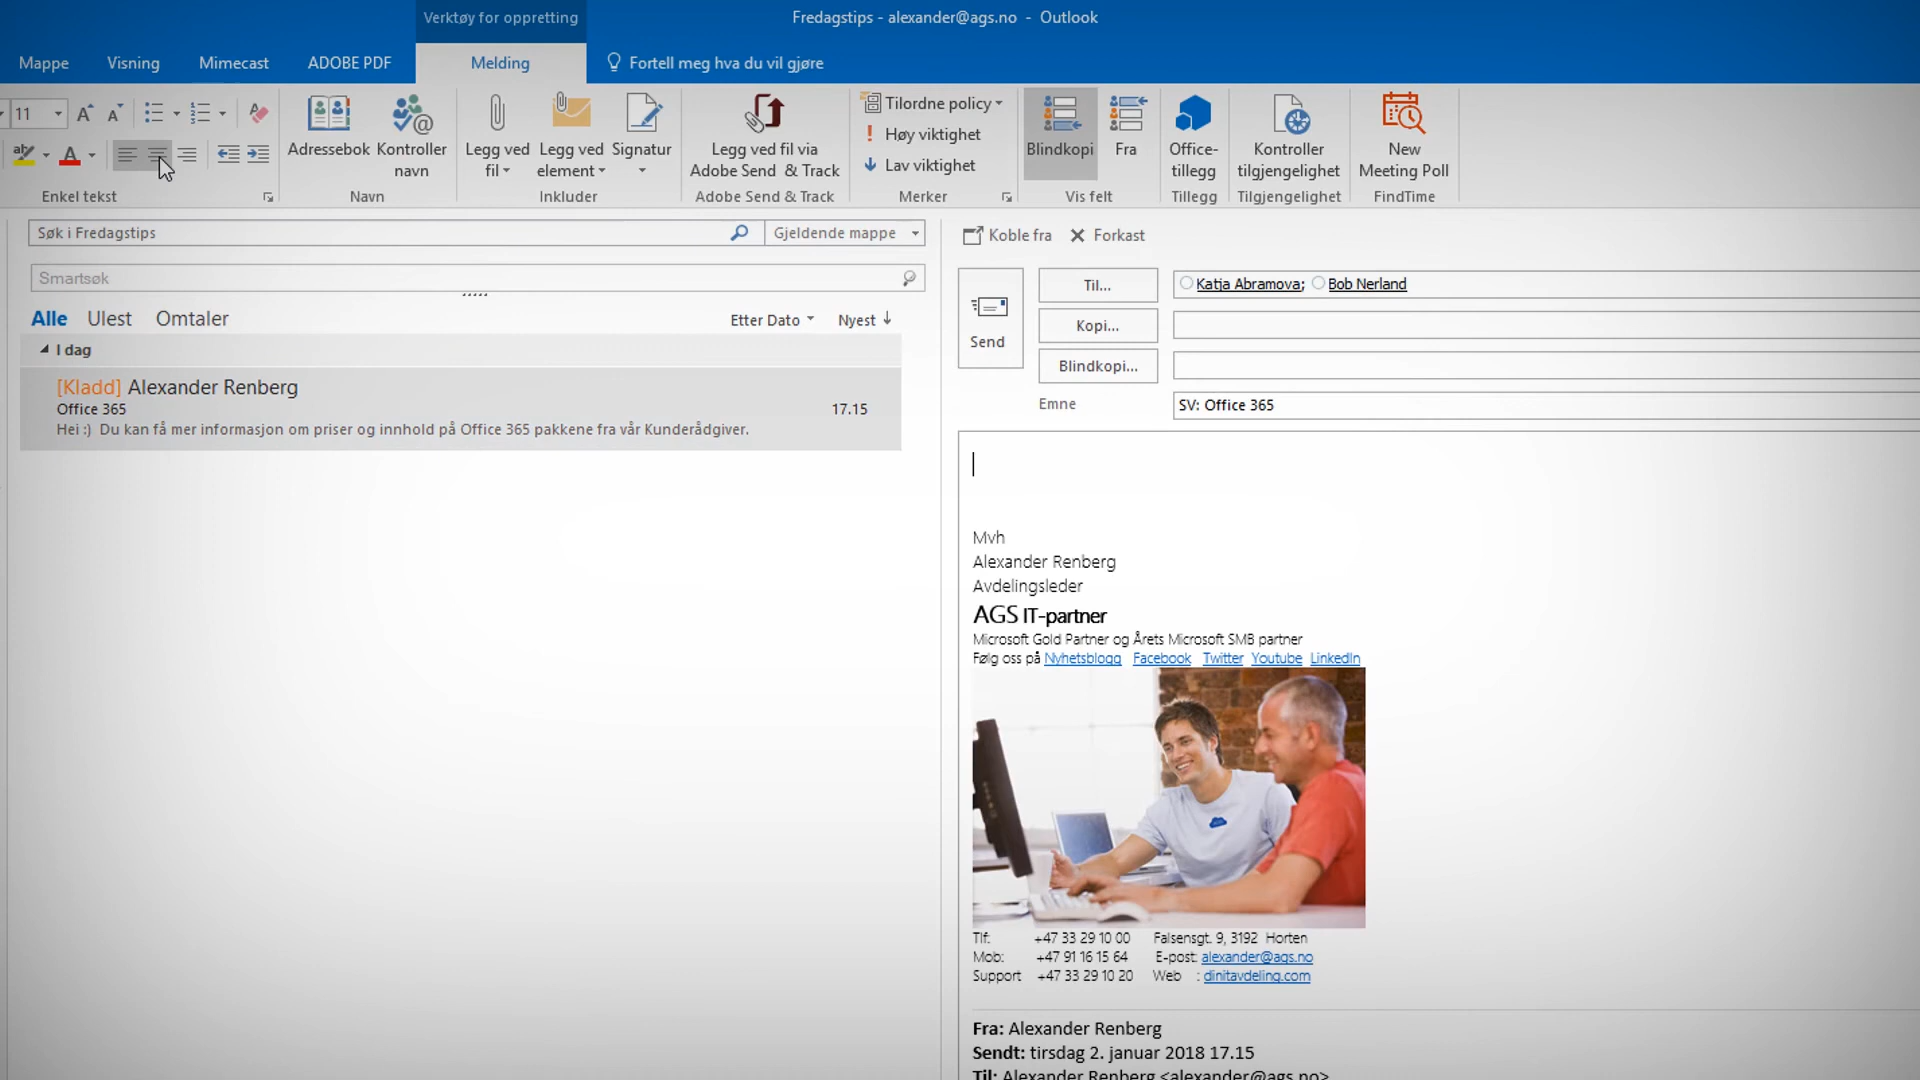 Verktøy for oppretting
Fredagstips - alexander@ags.no - Outlook
Mappe Visning Mimecast ADOBE PDF Melding Fortell meg hva du vil gjøre
11
Adressebok
Kontroller navn
Legg ved fil
Legg ved element
Signatur
Legg ved fil via Adobe Send & Track
Tilordne policy
Høy viktighet
Lav viktighet
Blindkopi
Fra
Office-tillegg
Kontroller tilgjengelighet
New Meeting Poll
Enkel tekst Navn Inkluder Adobe Send & Track Merker Vis felt Tillegg Tilgjengelighet FindTime
Søk i Fredagstips Gjeldende mappe
Smartsøk
Alle Ulest Omtaler Etter Dato Nyest ↓
I dag
[Kladd] Alexander Renberg
Office 365 17.15
Hei :) Du kan få mer informasjon om priser og innhold på Office 365 pakkene fra vår Kunderådgiver.
Koble fra Forkast
Send
Til... Katja Abramova; Bob Nerland
Kopi...
Blindkopi...
Emne SV: Office 365
Mvh
Alexander Renberg
Avdelingsleder
AGS IT-partner
Microsoft Gold Partner og Årets Microsoft SMB partner
Følg oss på Nyhetsblogg Facebook Twitter Youtube LinkedIn
Tlf: +47 33 29 10 00 Falsensgt. 9, 3192 Horten
Mob: +47 91 16 15 64 E-post: alexander@ags.no
Support +47 33 29 10 20 Web : dinitavdeling.com
Fra: Alexander Renberg
Sendt: tirsdag 2. januar 2018 17.15
Til: Alexander Renberg <alexander@ags.no>